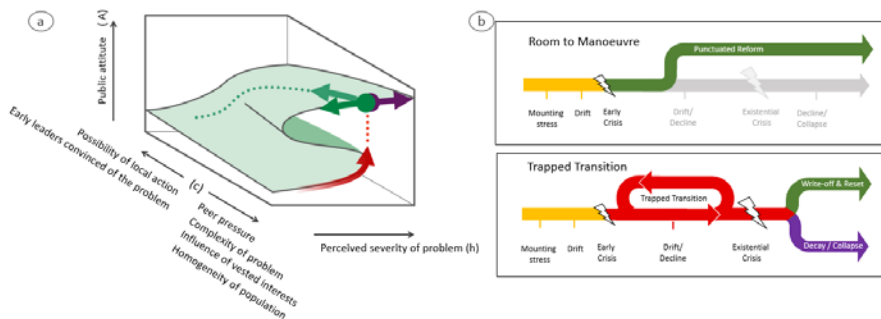 a
Public attitute (A)
Possibility of local action
Early leaders convinced of the problem
(c)
Peer pressure
Complexity of problem
Influence of vested interests
Homogeneity of population
Perceived severity of problem (h)
b
Room to Manoeuvre
Punctuated Reform
Mounting
stress
Drift
Early
Crisis
Drift/
Decline
Existential
Crisis
Decline/
Collapse
Trapped Transition
Write-off & Reset
Trapped Transition
Decay / Collapse
Mounting
stress
Drift
Early
Crisis
Drift/
Decline
Existential
Crisis